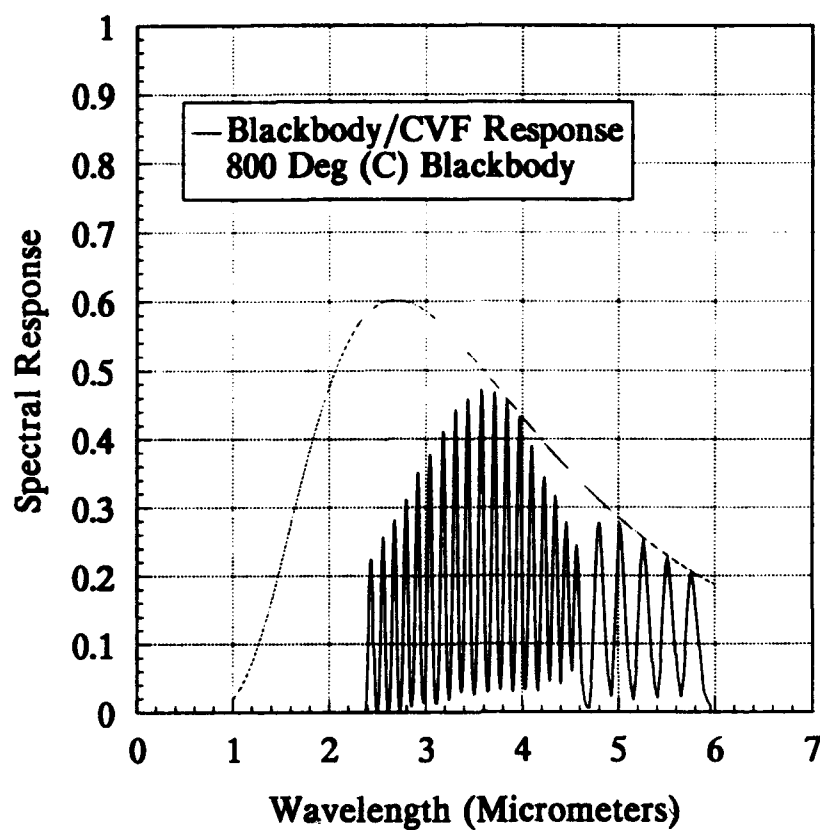 1
0.9
0.8
0.7
0.6
0.5
0.4
0.3
0.2
0.1
0
Spectral Response
Blackbody/CVF Response
800 Deg (C) Blackbody
0 1 2 3 4 5 6 7
Wavelength (Micrometers)